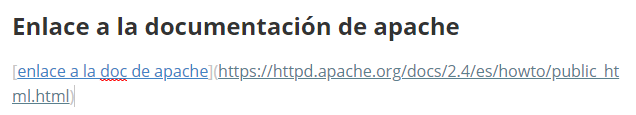 Enlace a la documentación de apache
[enlace a la doc de apache](https://httpd.apache.org/docs/2.4/es/howto/public_ht
ml.html)